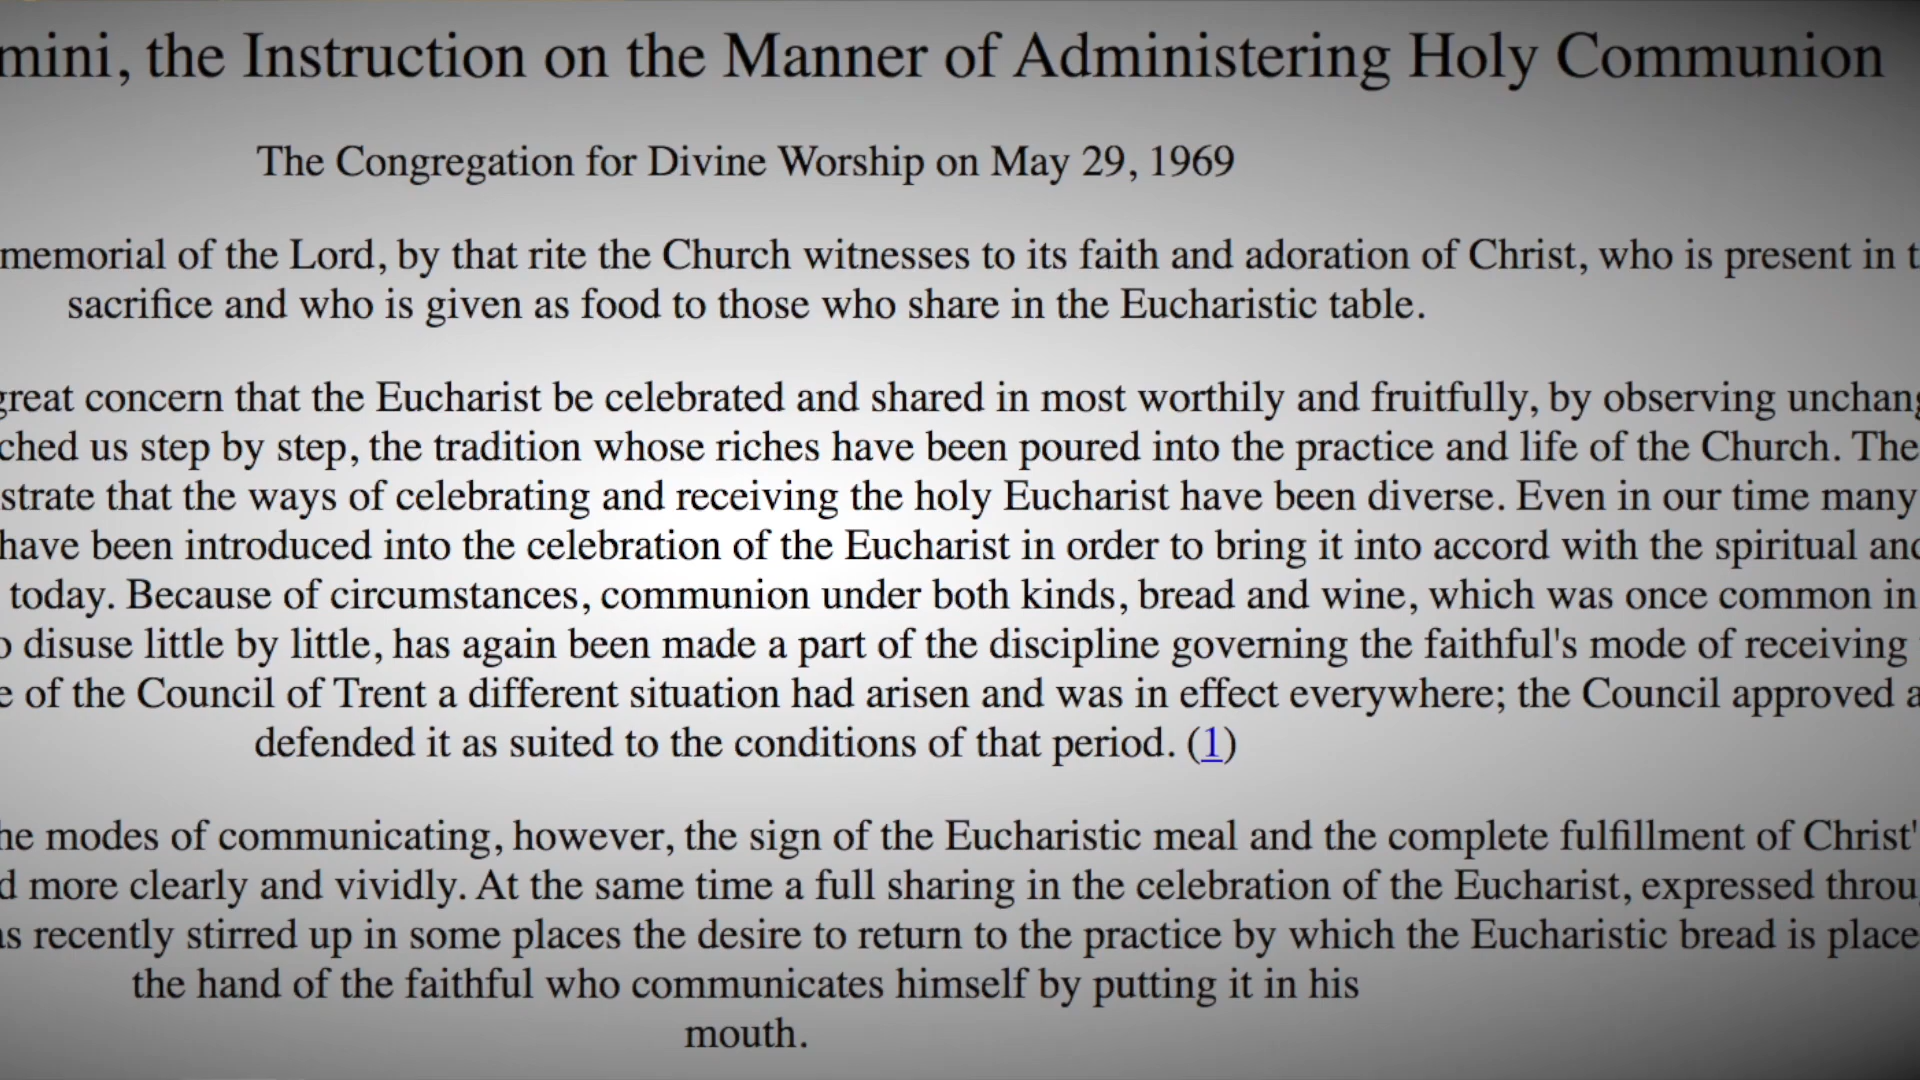 mini, the Instruction on the Manner of Administering Holy Communion
The Congregation for Divine Worship on May 29, 1969
memorial of the Lord, by that rite the Church witnesses to its faith and adoration of Christ, who is present in t
sacrifice and who is given as food to those who share in the Eucharistic table.
great concern that the Eucharist be celebrated and shared in most worthily and fruitfully, by observing unchang
ched us step by step, the tradition whose riches have been poured into the practice and life of the Church. The
strate that the ways of celebrating and receiving the holy Eucharist have been diverse. Even in our time many
have been introduced into the celebration of the Eucharist in order to bring it into accord with the spiritual and
today. Because of circumstances, communion under both kinds, bread and wine, which was once common in
o disuse little by little, has again been made a part of the discipline governing the faithful's mode of receiving
e of the Council of Trent a different situation had arisen and was in effect everywhere; the Council approved a
defended it as suited to the conditions of that period. (1)
he modes of communicating, however, the sign of the Eucharistic meal and the complete fulfillment of Christ'
d more clearly and vividly. At the same time a full sharing in the celebration of the Eucharist, expressed throug
as recently stirred up in some places the desire to return to the practice by which the Eucharistic bread is place
the hand of the faithful who communicates himself by putting it in his
mouth.